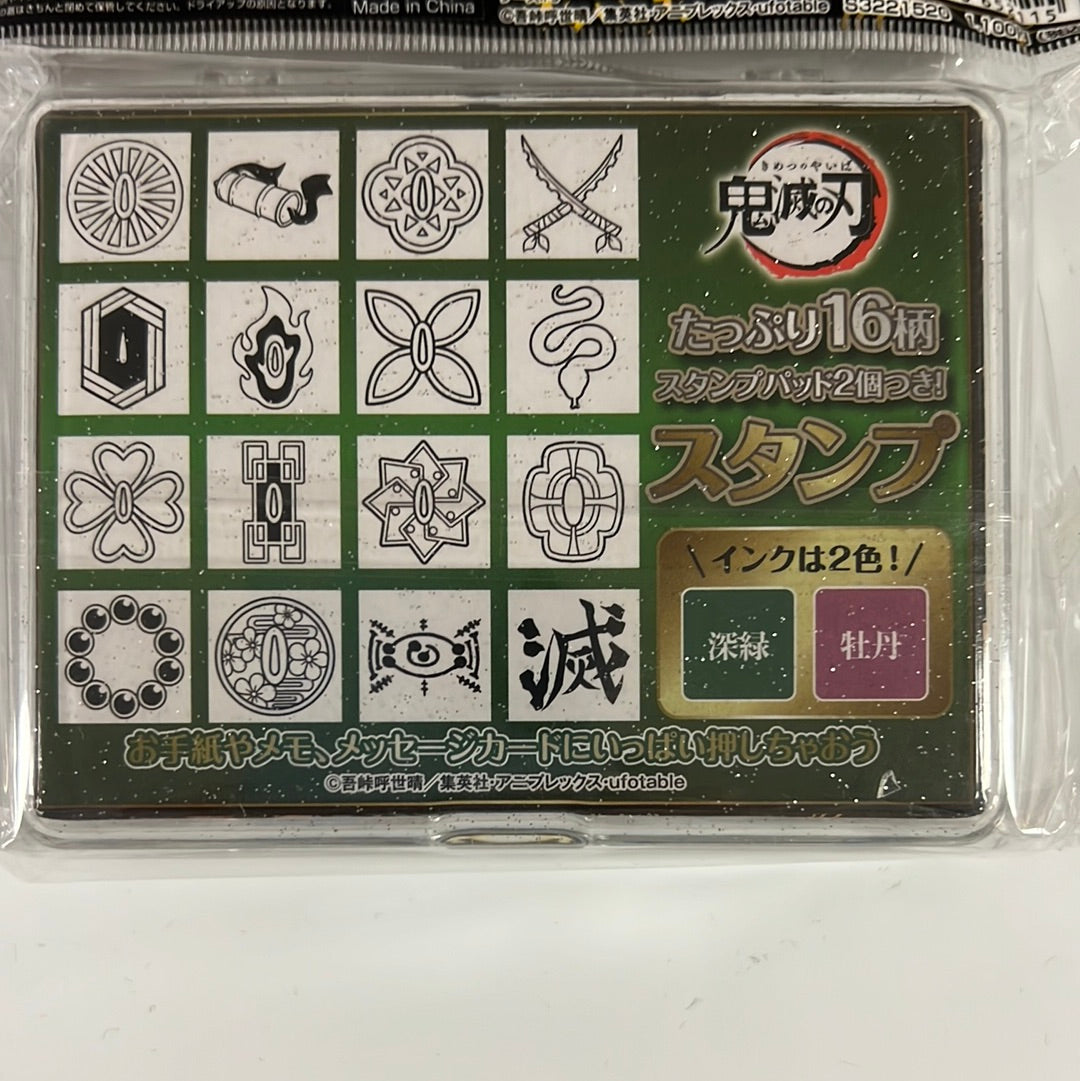 Made in China
©吾峠呼世晴／集英社・アニプレックス・ufotable
S3221520
きめつのやいば
鬼滅の刃
たっぷり16柄
スタンプパッド2個つき!
スタンプ
\インクは2色!/
深緑
牡丹
滅
お手紙やメモ、メッセージカードにいっぱい押しちゃおう
©吾峠呼世晴／集英社・アニプレックス・ufotable